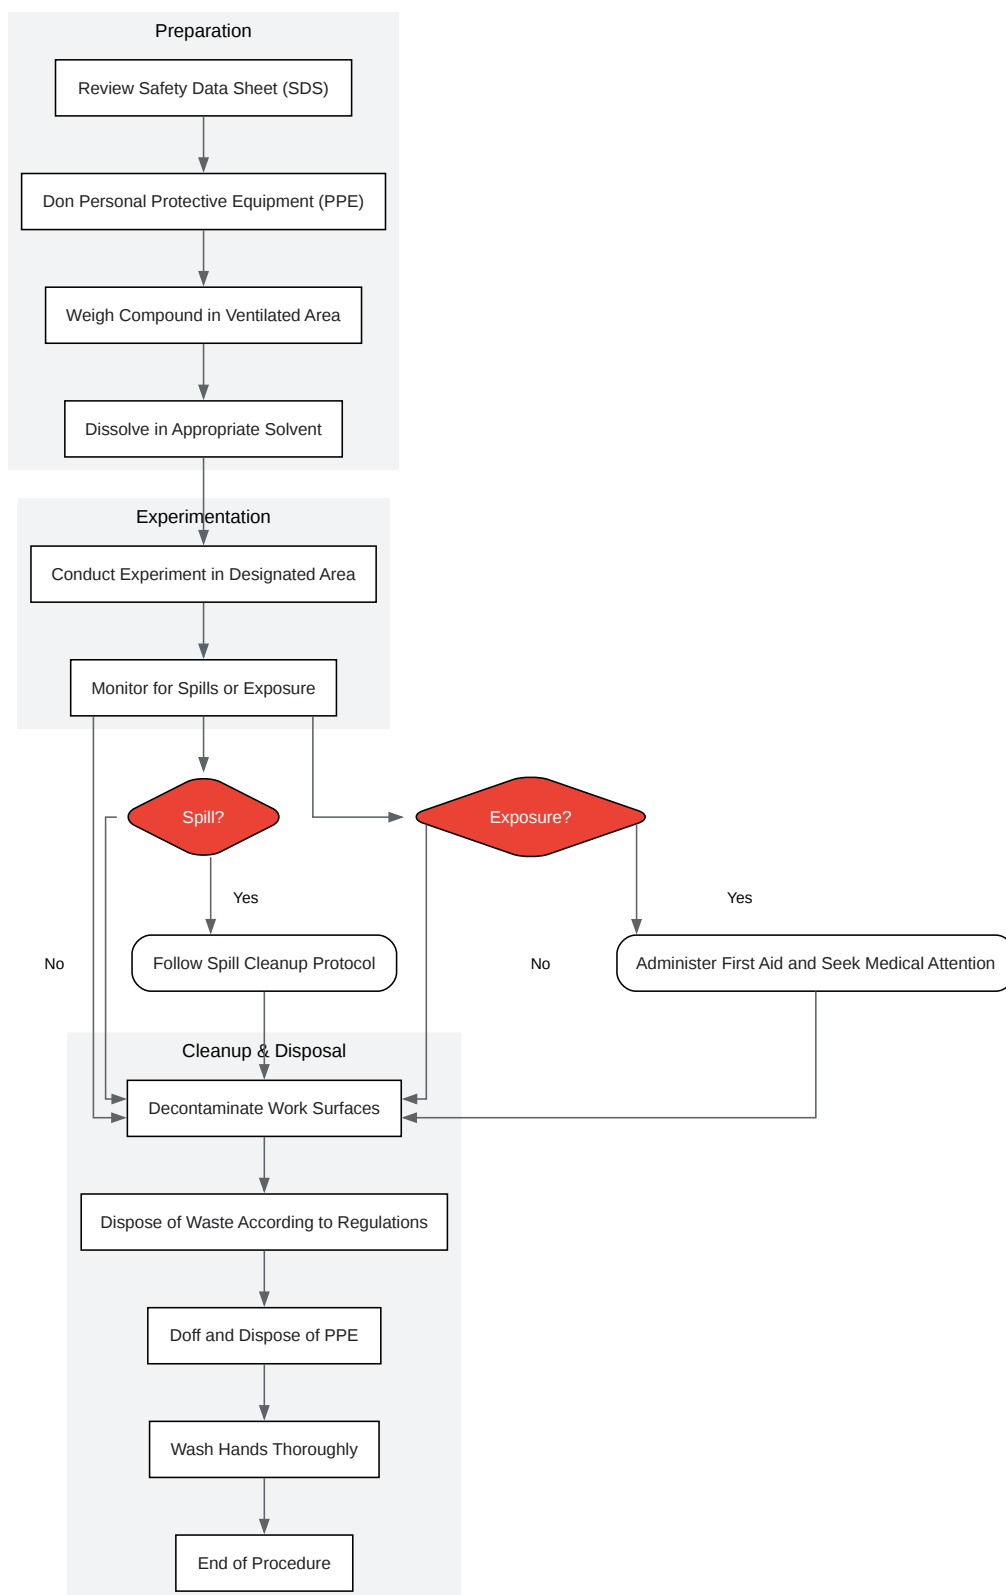 Preparation
Review Safety Data Sheet (SDS)
Don Personal Protective Equipment (PPE)
Weigh Compound in Ventilated Area
Dissolve in Appropriate Solvent
Experimentation
Conduct Experiment in Designated Area
Monitor for Spills or Exposure
Spill?
Exposure?
Yes
Yes
No
Follow Spill Cleanup Protocol
No
Administer First Aid and Seek Medical Attention
Cleanup & Disposal
Decontaminate Work Surfaces
Dispose of Waste According to Regulations
Doff and Dispose of PPE
Wash Hands Thoroughly
End of Procedure